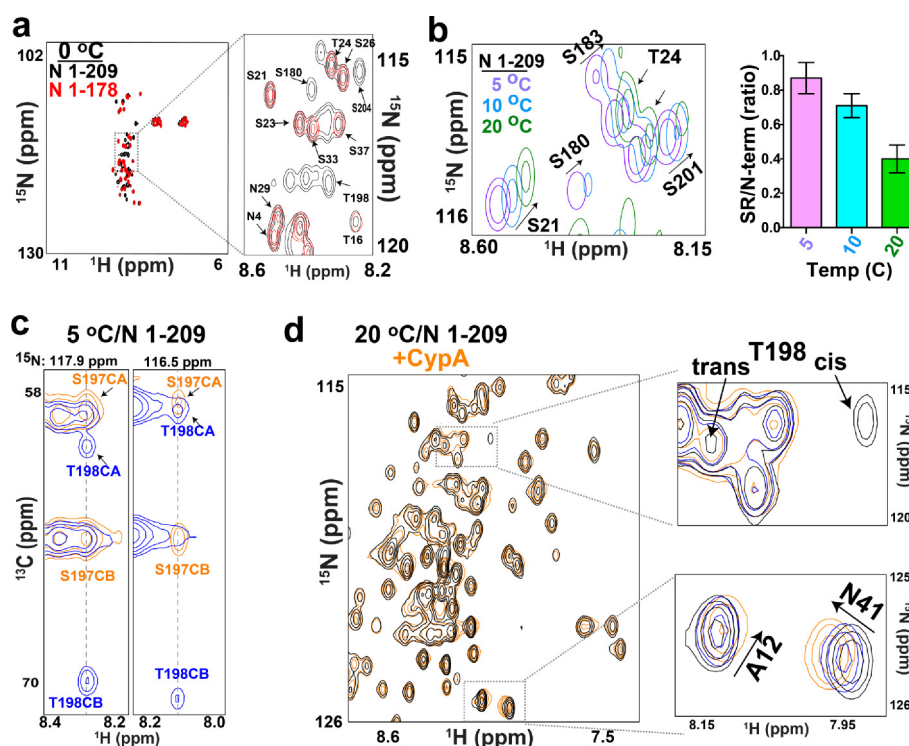 a
0 °C
N 1-209
N 1-178
102
130
15N (ppm)
11
6
1H (ppm)
T24
S26
S21
S180
S204
S23
S33
S37
N29
T198
N4
T16
115
120
15N (ppm)
8.6
8.2
1H (ppm)
b
N 1-209
5 °C
10 °C
20 °C
S183
T24
S180
S201
S21
115
116
15N (ppm)
8.60
8.15
1H (ppm)
SR/N-term (ratio)
1.0
0.8
0.6
0.4
0.2
0.0
5
10
20
Temp (C)
c
5 °C/N 1-209
15N: 117.9 ppm
116.5 ppm
58
70
13C (ppm)
S197CA
T198CA
S197CB
T198CB
S197CA
T198CA
S197CB
T198CB
8.4
8.2
8.2
8.0
1H (ppm)
d
20 °C/N 1-209
+CypA
115
126
15N (ppm)
8.6
7.5
1H (ppm)
T198
trans
cis
115
120
(ppm)
125
N41
A12
(ppm)
8.15
7.95
1H (ppm)